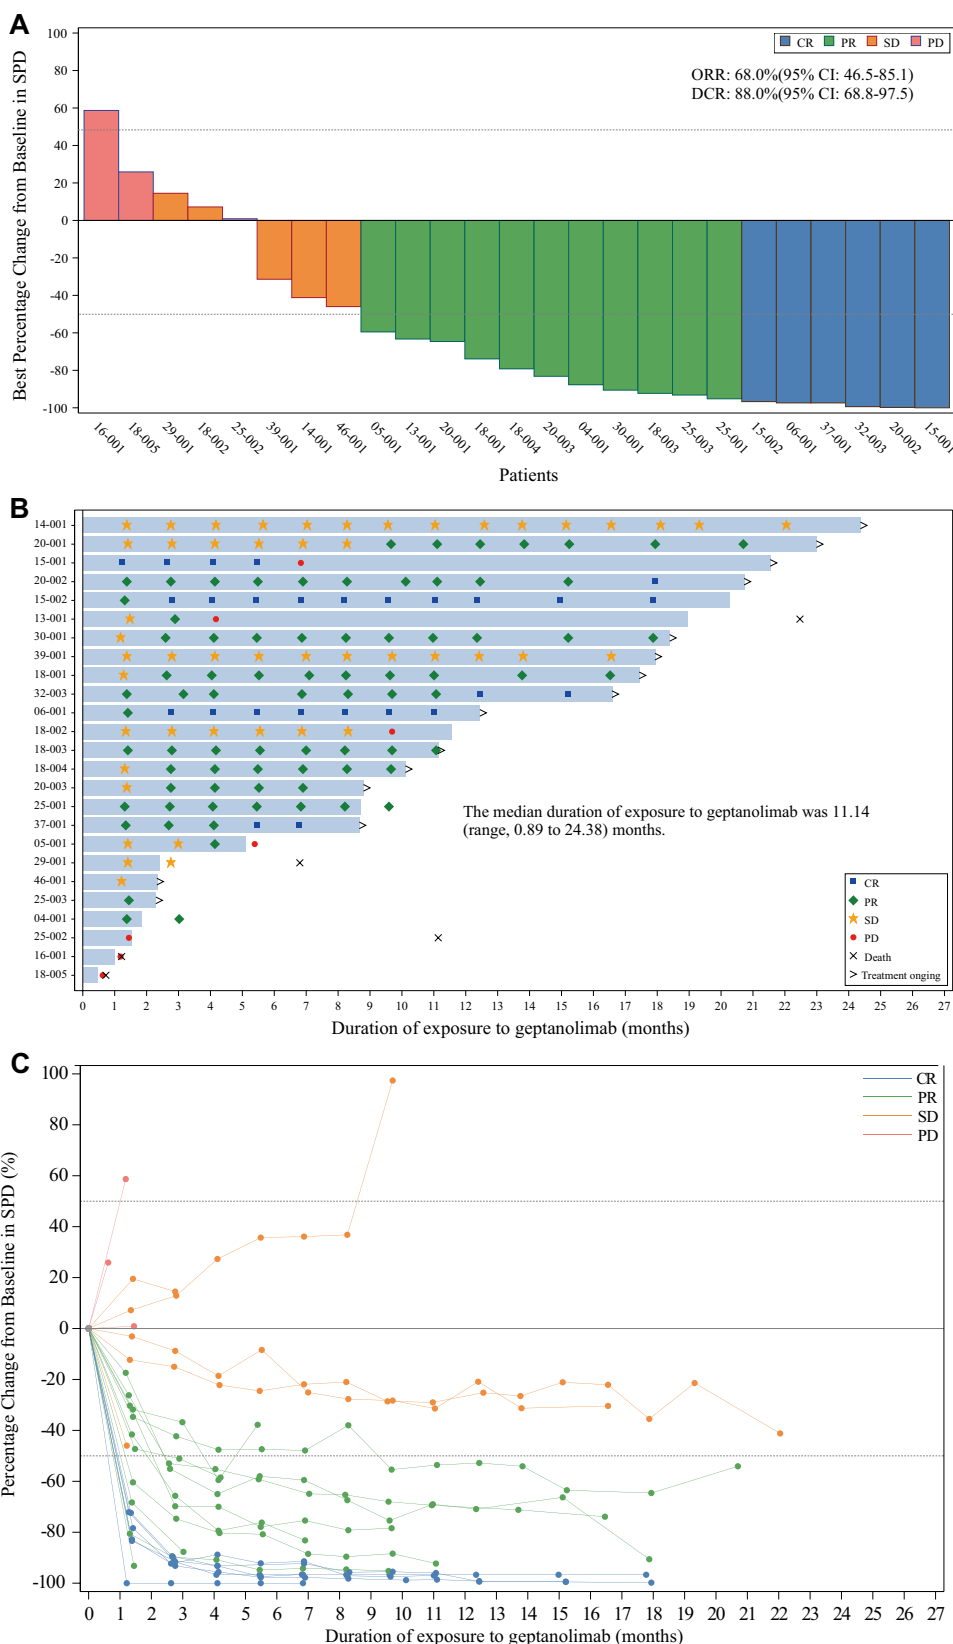 A
Best Percentage Change from Baseline in SPD
100
80
60
40
20
0
-20
-40
-60
-80
-100
CR PR SD PD
ORR: 68.0%(95% CI: 46.5-85.1)
DCR: 88.0%(95% CI: 68.8-97.5)
16-001 18-005 29-001 18-002 25-002 39-001 14-001 46-001 05-001 13-001 20-001 18-001 18-004 20-003 04-001 30-001 18-003 25-003 25-001 15-002 06-001 37-001 32-003 20-002 15-001
Patients
B
14-001
20-001
15-001
20-002
15-002
13-001
30-001
39-001
18-001
32-003
06-001
18-002
18-003
18-004
20-003
25-001
37-001
05-001
29-001
46-001
25-003
04-001
25-002
16-001
18-005
The median duration of exposure to geptanolimab was 11.14
(range, 0.89 to 24.38) months.
CR
PR
SD
PD
Death
Treatment onging
0 1 2 3 4 5 6 7 8 9 10 11 12 13 14 15 16 17 18 19 20 21 22 23 24 25 26 27
Duration of exposure to geptanolimab (months)
C
Percentage Change from Baseline in SPD (%)
100
80
60
40
20
0
-20
-40
-60
-80
-100
CR
PR
SD
PD
0 1 2 3 4 5 6 7 8 9 10 11 12 13 14 15 16 17 18 19 20 21 22 23 24 25 26 27
Duration of exposure to geptanolimab (months)